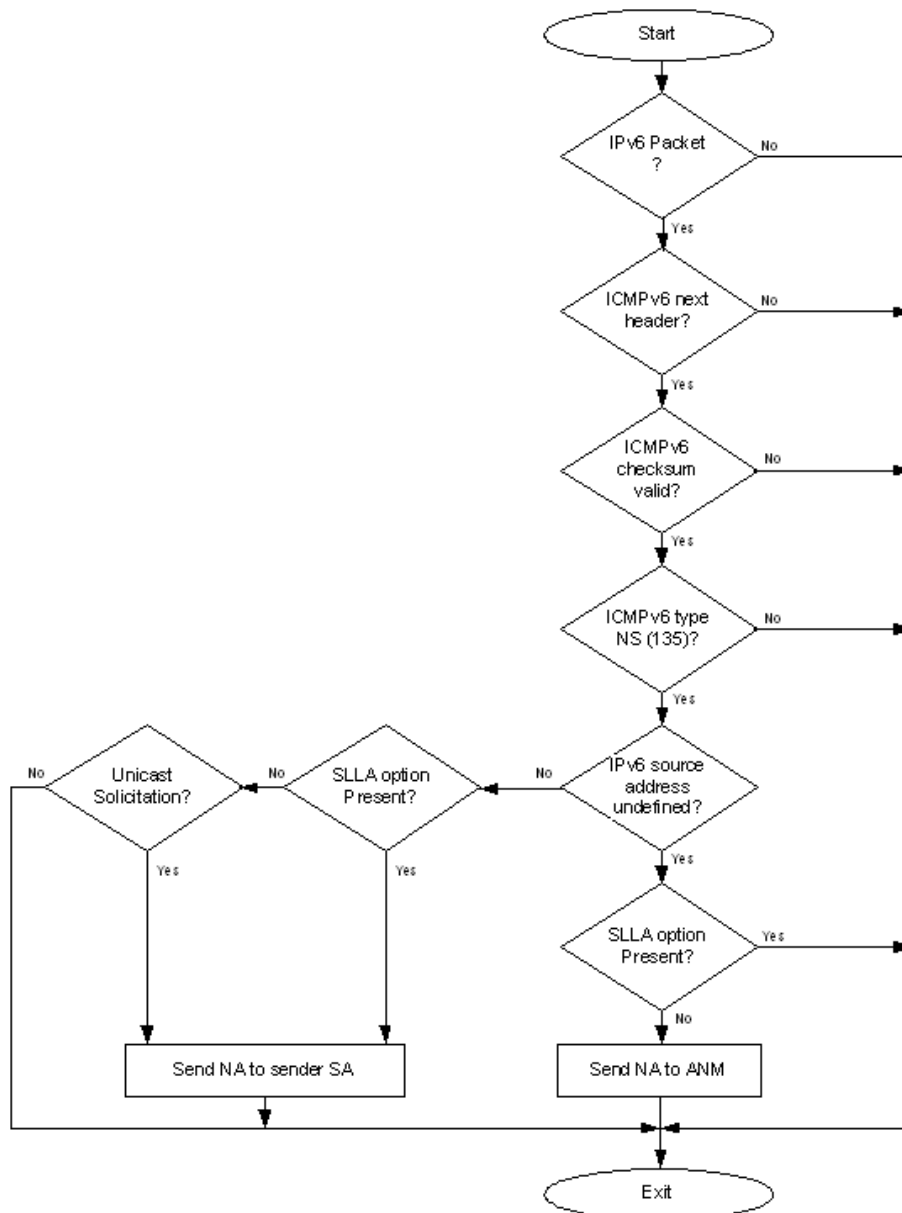 Start
IPv6 Packet
?
No
Yes
ICMPv6 next
header?
No
Yes
ICMPv6
checksum
valid?
No
Yes
ICMPv6 type
NS (135)?
No
Yes
IPv6 source
address
undefined?
No
Yes
SLLA option
Present?
No
Yes
Unicast
Solicitation?
No
Yes
SLLA option
Present?
Yes
No
Send NA to sender SA
Send NA to ANM
Exit